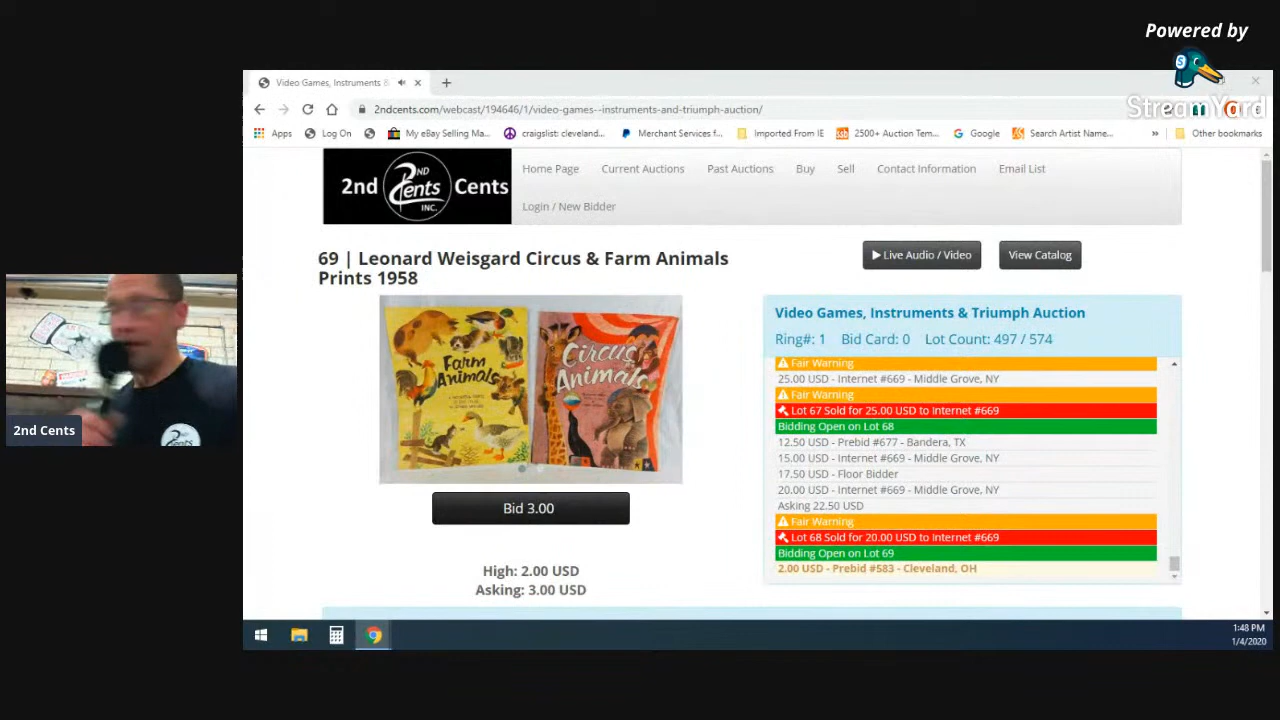 Powered by
StreamYard
Video Games, Instruments &
2ndcents.com/webcast/194646/1/video-games--instruments-and-triumph-auction/
Apps
Log On
My eBay Selling Ma...
craigslist: cleveland...
Merchant Services f...
Imported From IE
2500+ Auction Tem...
Google
Search Artist Name...
»
Other bookmarks
2nd 2ND Cents INC. Cents
Home Page
Current Auctions
Past Auctions
Buy
Sell
Contact Information
Email List
Login / New Bidder
69 | Leonard Weisgard Circus & Farm Animals
Prints 1958
Live Audio / Video
View Catalog
Farm
Animals
Circus
Animals
Bid 3.00
High: 2.00 USD
Asking: 3.00 USD
Video Games, Instruments & Triumph Auction
Ring#: 1 Bid Card: 0 Lot Count: 497 / 574
Fair Warning
25.00 USD - Internet #669 - Middle Grove, NY
Fair Warning
Lot 67 Sold for 25.00 USD to Internet #669
Bidding Open on Lot 68
12.50 USD - Prebid #677 - Bandera, TX
15.00 USD - Internet #669 - Middle Grove, NY
17.50 USD - Floor Bidder
20.00 USD - Internet #669 - Middle Grove, NY
Asking 22.50 USD
Fair Warning
Lot 68 Sold for 20.00 USD to Internet #669
Bidding Open on Lot 69
2.00 USD - Prebid #583 - Cleveland, OH
2nd Cents
1:48 PM
1/4/2020